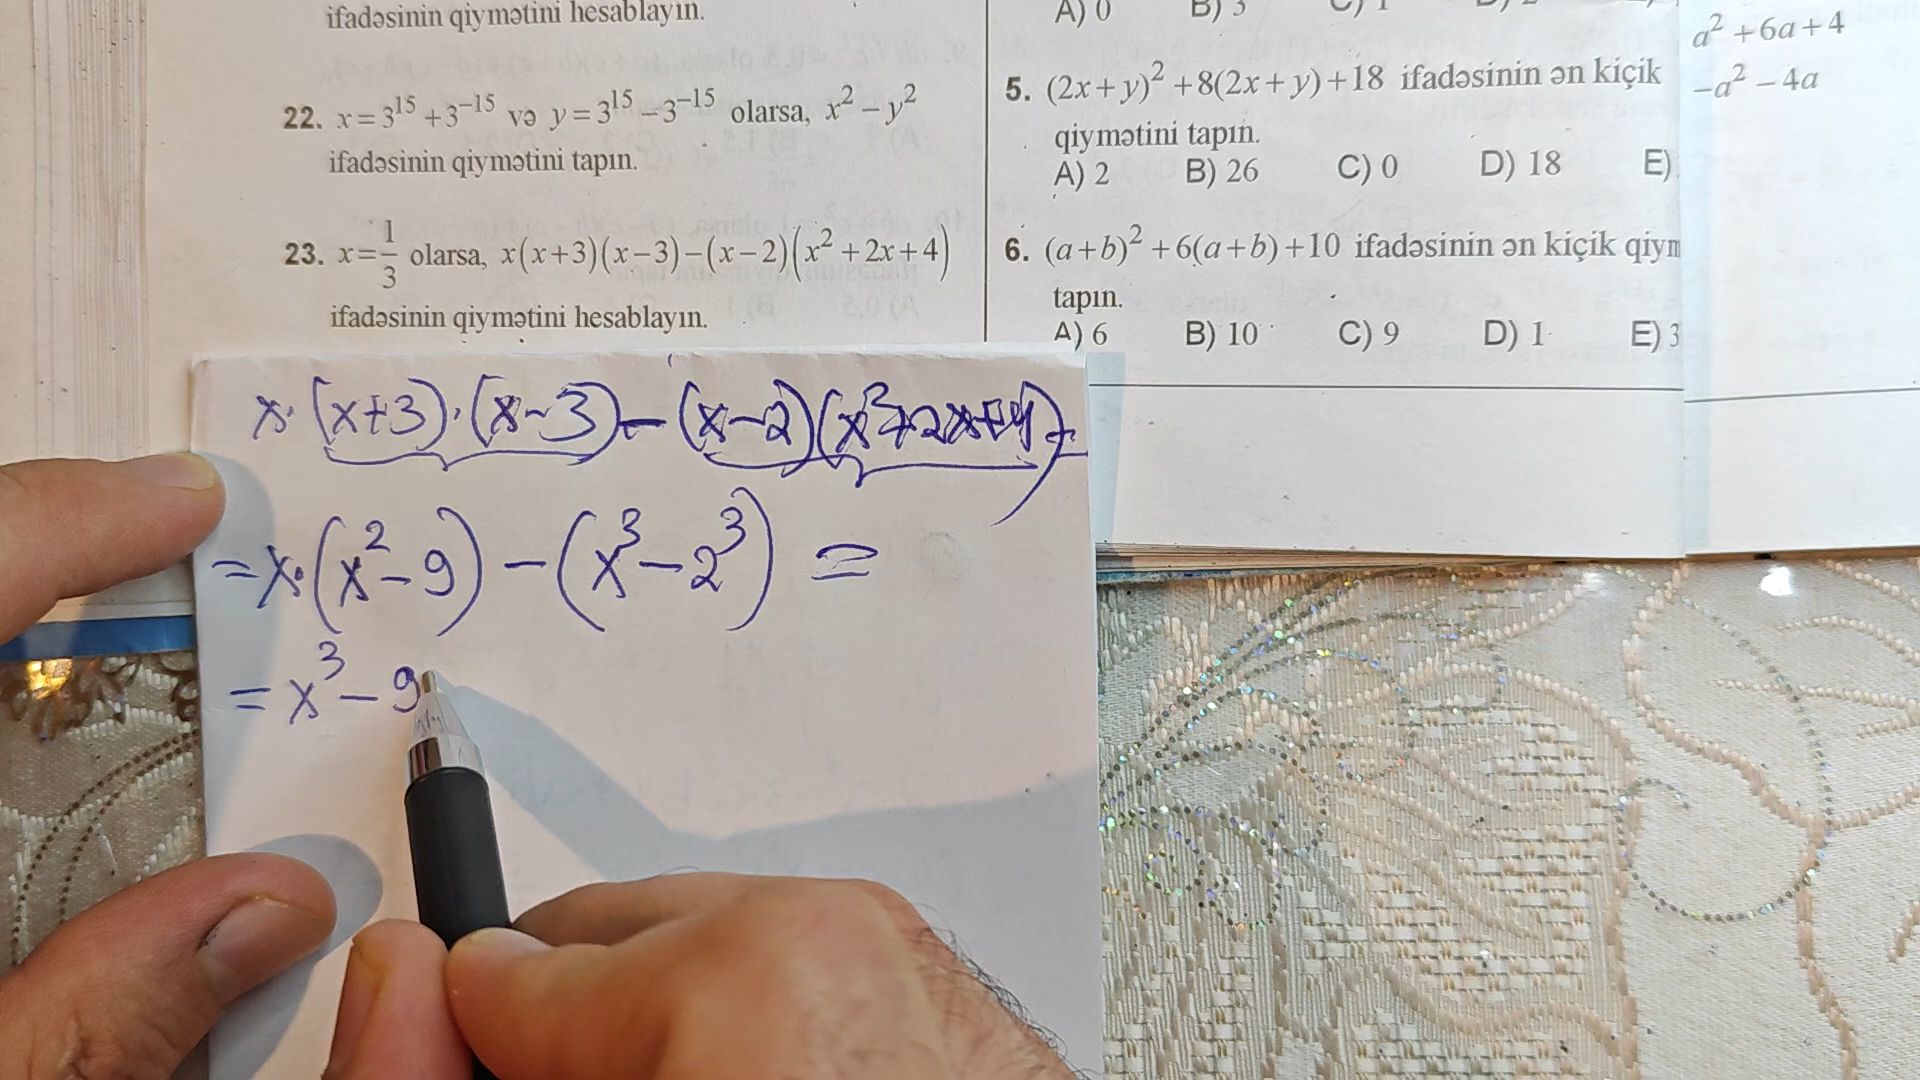 ifadəsinin qiymətini hesablayın.
22. x=3¹⁵+3⁻¹⁵ və y=3¹⁵−3⁻¹⁵ olarsa, x²−y²
ifadəsinin qiymətini tapın.
23. x=1/3 olarsa, x(x+3)(x−3)−(x−2)(x²+2x+4)
ifadəsinin qiymətini hesablayın.
A) 0 B) 3 C) 1
5. (2x+y)²+8(2x+y)+18 ifadəsinin ən kiçik
qiymətini tapın.
A) 2 B) 26 C) 0 D) 18 E)
6. (a+b)²+6(a+b)+10 ifadəsinin ən kiçik
tapın.
A) 6 B) 10 C) 9 D) 1 E) 3
a²+6a+4
−a²−4a
x·(x+3)·(x−3)−(x−2)(x²+2x+4)=
=x·(x²−9)−(x³−2³)=
=x³−9